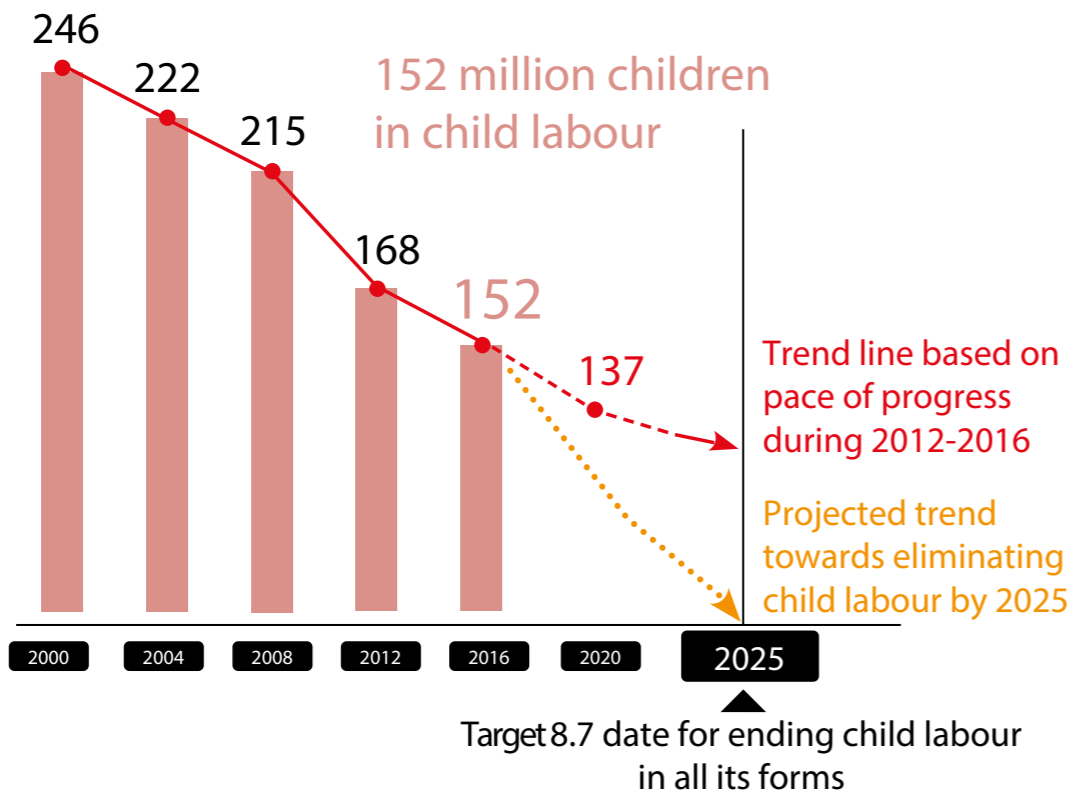 246
222
215
168
152
137
152 million children
in child labour
Trend line based on
pace of progress
during 2012-2016
Projected trend
towards eliminating
child labour by 2025
2000
2004
2008
2012
2016
2020
2025
Target 8.7 date for ending child labour
in all its forms